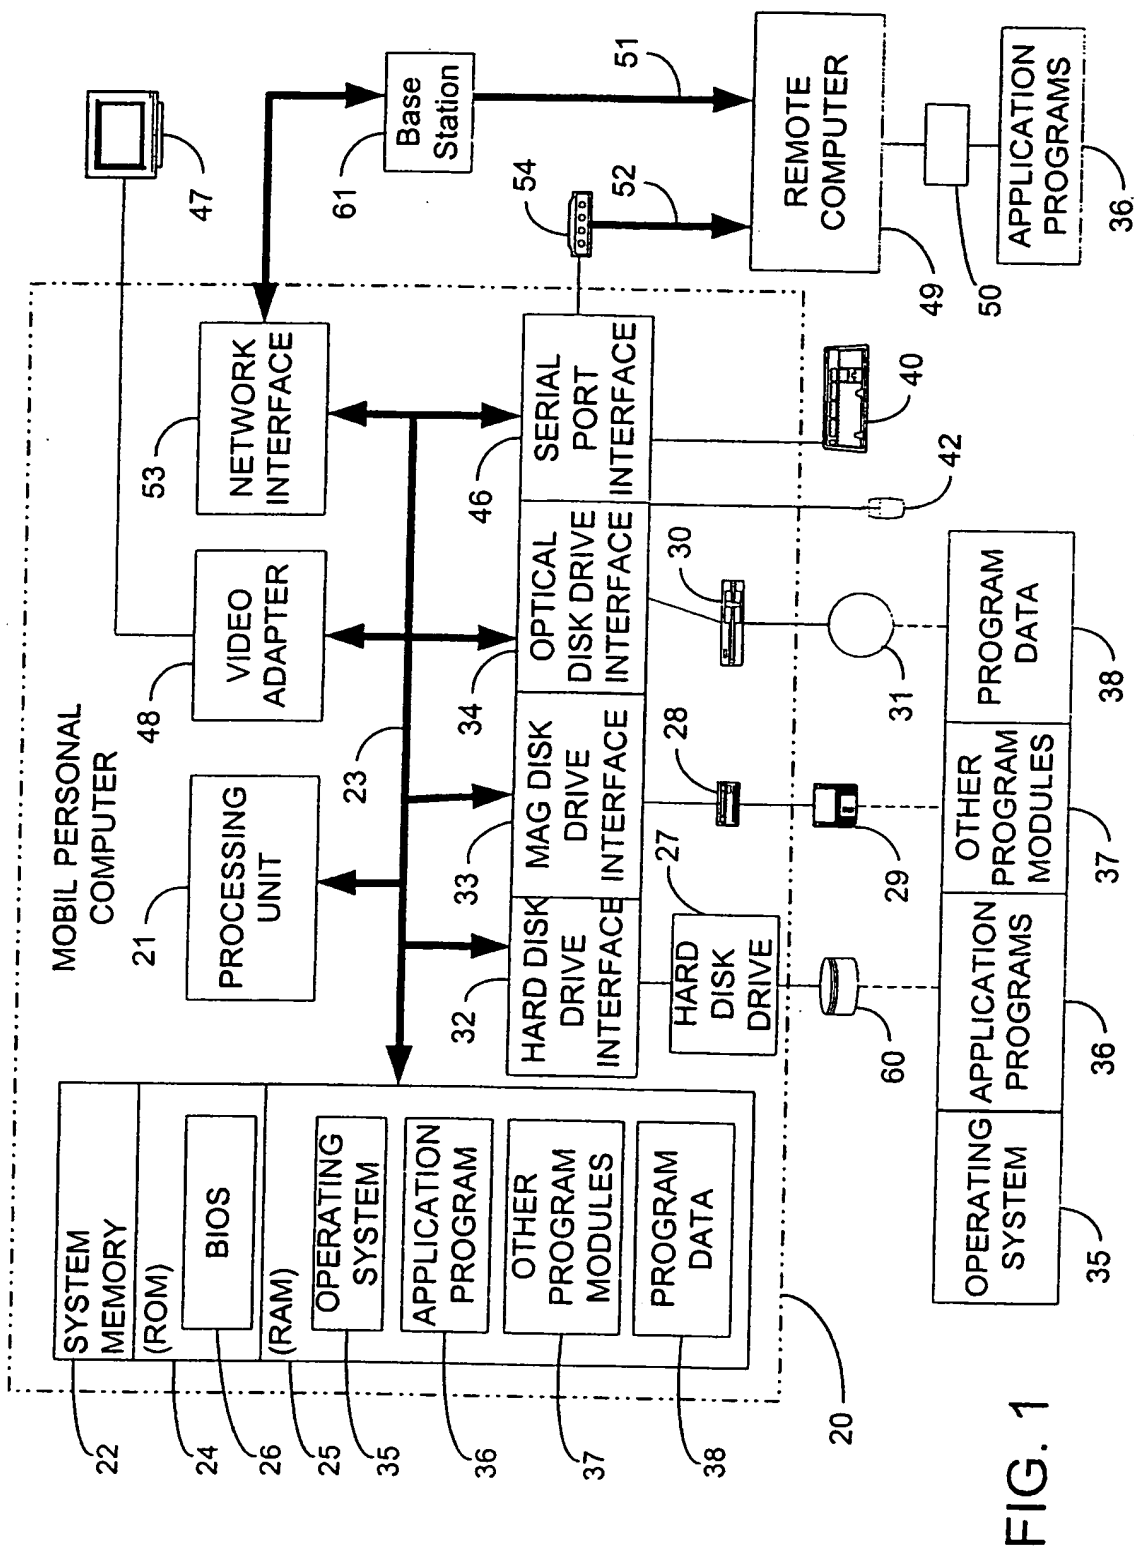 MOBIL PERSONAL
COMPUTER
SYSTEM
MEMORY
(ROM)
BIOS
(RAM)
OPERATING
SYSTEM
APPLICATION
PROGRAM
OTHER
PROGRAM
MODULES
PROGRAM
DATA
22
24
26
25
35
36
37
38
20
21
PROCESSING
UNIT
48
VIDEO
ADAPTER
53
NETWORK
INTERFACE
47
61
Base
Station
23
32
HARD DISK
DRIVE
INTERFACE
33
MAG DISK
DRIVE
INTERFACE
34
OPTICAL
DISK DRIVE
INTERFACE
46
SERIAL
PORT
INTERFACE
54
51
52
27
HARD
DISK
DRIVE
28
30
60
29
31
42
40
REMOTE
COMPUTER
49
50
APPLICATION
PROGRAMS
36
OPERATING
SYSTEM
APPLICATION
PROGRAMS
OTHER
PROGRAM
MODULES
PROGRAM
DATA
35
36
37
38
FIG. 1